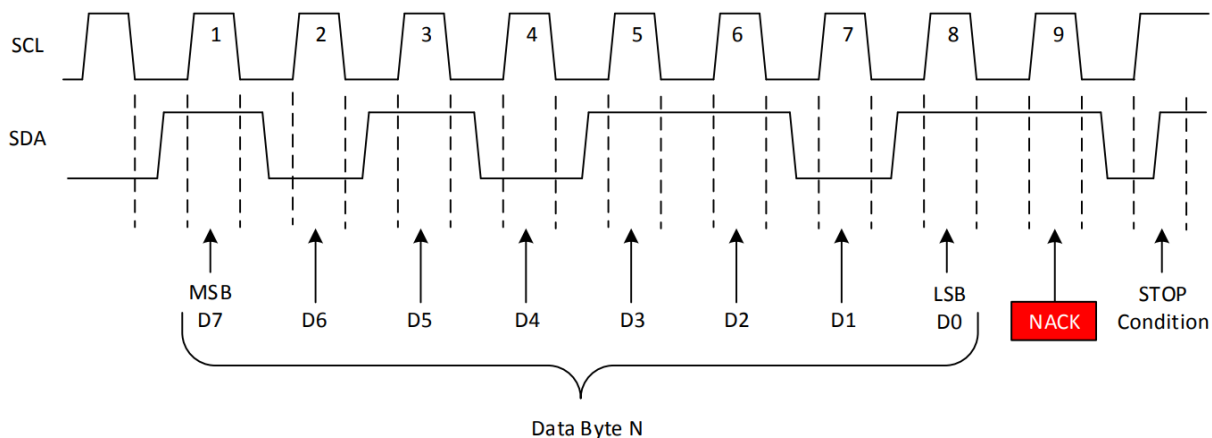 SCL
1 2 3 4 5 6 7 8 9
SDA
MSB LSB STOP
D7 D6 D5 D4 D3 D2 D1 D0 NACK Condition
Data Byte N